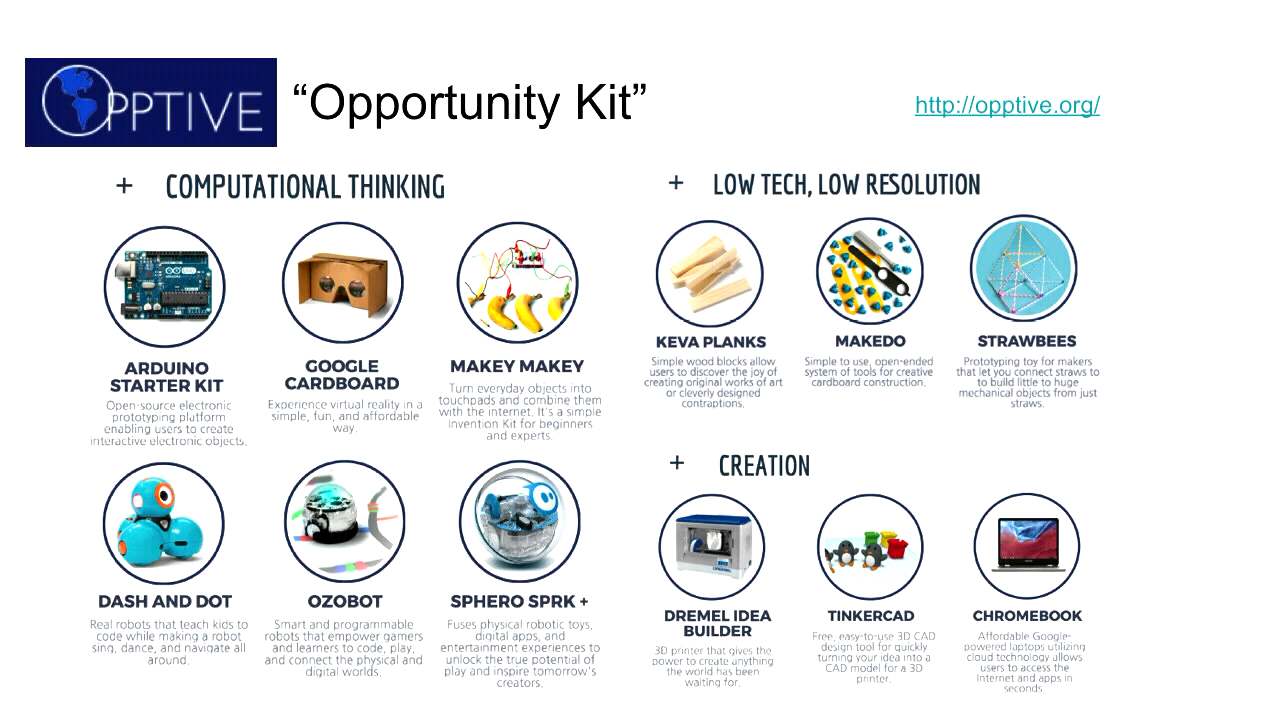 OPPTIVE
“Opportunity Kit”
http://opptive.org/
+ COMPUTATIONAL THINKING
ARDUINO
STARTER KIT
Open-source electronic
prototyping platform
enabling users to create
interactive electronic objects.
GOOGLE
CARDBOARD
Experience virtual reality in a
simple, fun, and affordable
way.
MAKEY MAKEY
Turn everyday objects into
touchpads and combine them
with the internet. It's a simple
Invention Kit for beginners
and experts.
DASH AND DOT
Real robots that teach kids to
code while making a robot
sing, dance, and navigate all
around.
OZOBOT
Smart and programmable
robots that empower gamers
and learners to code, play,
and connect the physical and
digital worlds.
SPHERO SPRK +
Fuses physical robotic toys,
digital apps, and
entertainment experiences to
unlock the true potential of
play and inspire tomorrow's
creators.
+ LOW TECH, LOW RESOLUTION
KEVA PLANKS
Simple wood blocks allow
users to discover the joy of
creating original works of art
or cleverly designed
contraptions.
MAKEDO
Simple to use, open-ended
system of tools for creative
cardboard construction.
STRAWBEES
Prototyping toy for makers
that let you connect straws to
to build little to huge
mechanical objects from just
straws.
+ CREATION
DREMEL IDEA
BUILDER
3D printer that gives the
power to create anything
the world has been
waiting for.
TINKERCAD
Free, easy-to-use 3D CAD
design tool for quickly
turning your idea into a
CAD model for a 3D
printer.
CHROMEBOOK
Affordable Google-
powered laptops utilizing
cloud technology allows
users to access the
Internet and apps in
seconds.